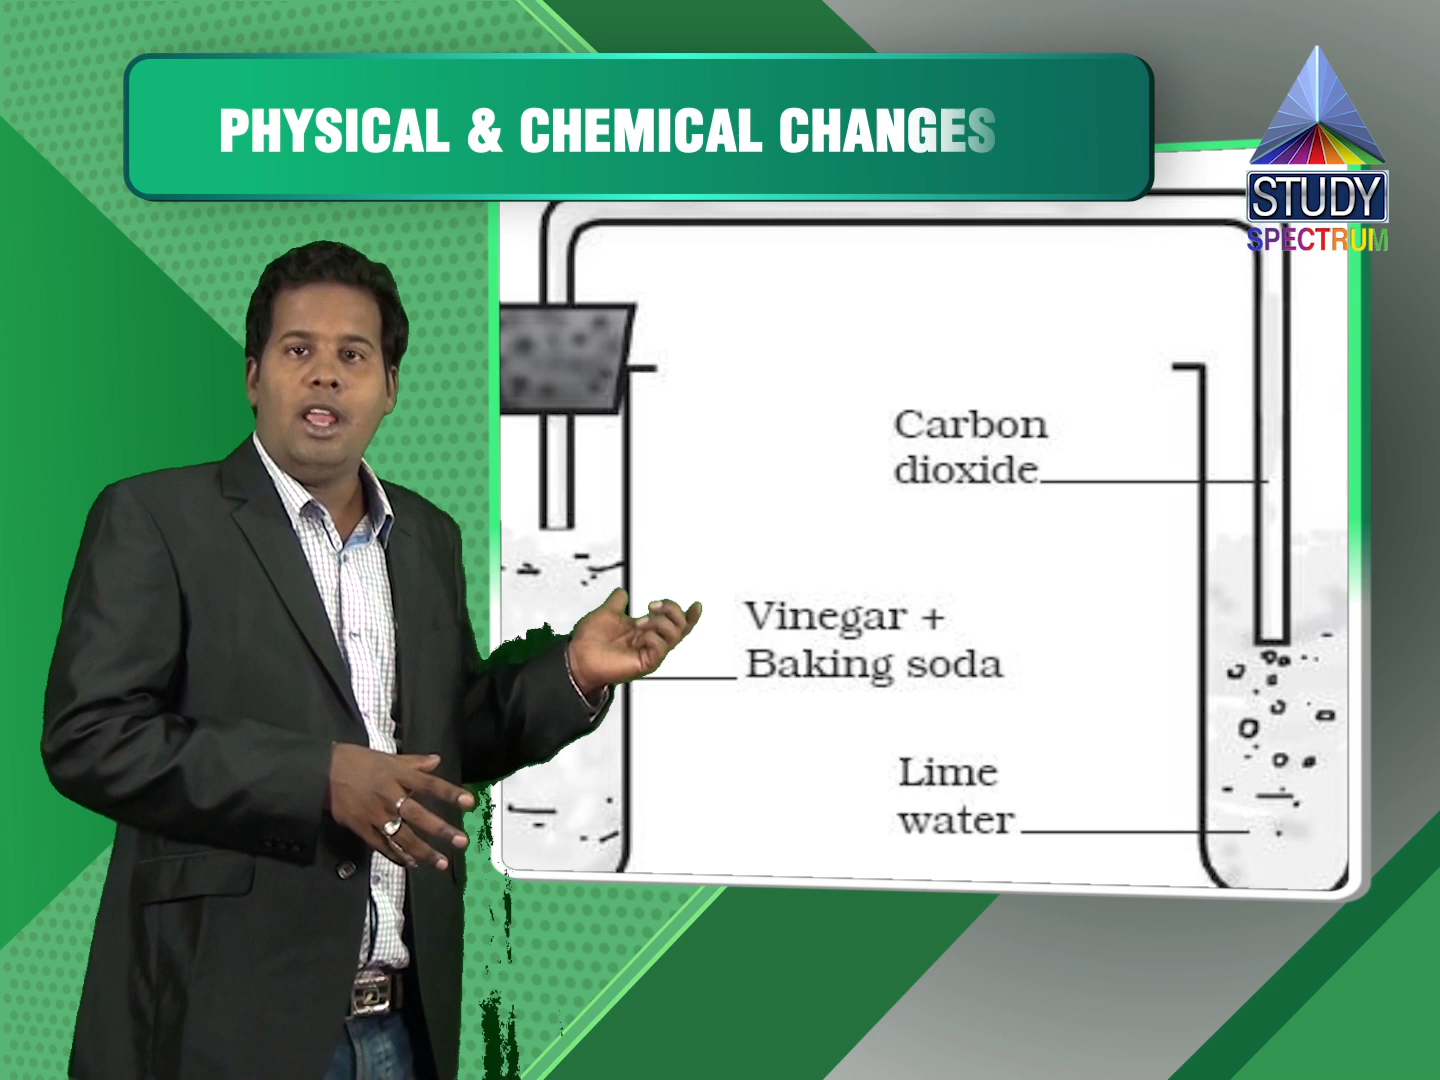 PHYSICAL & CHEMICAL CHANGES
STUDY
SPECTRUM
Carbon
dioxide
Vinegar +
Baking soda
Lime
water